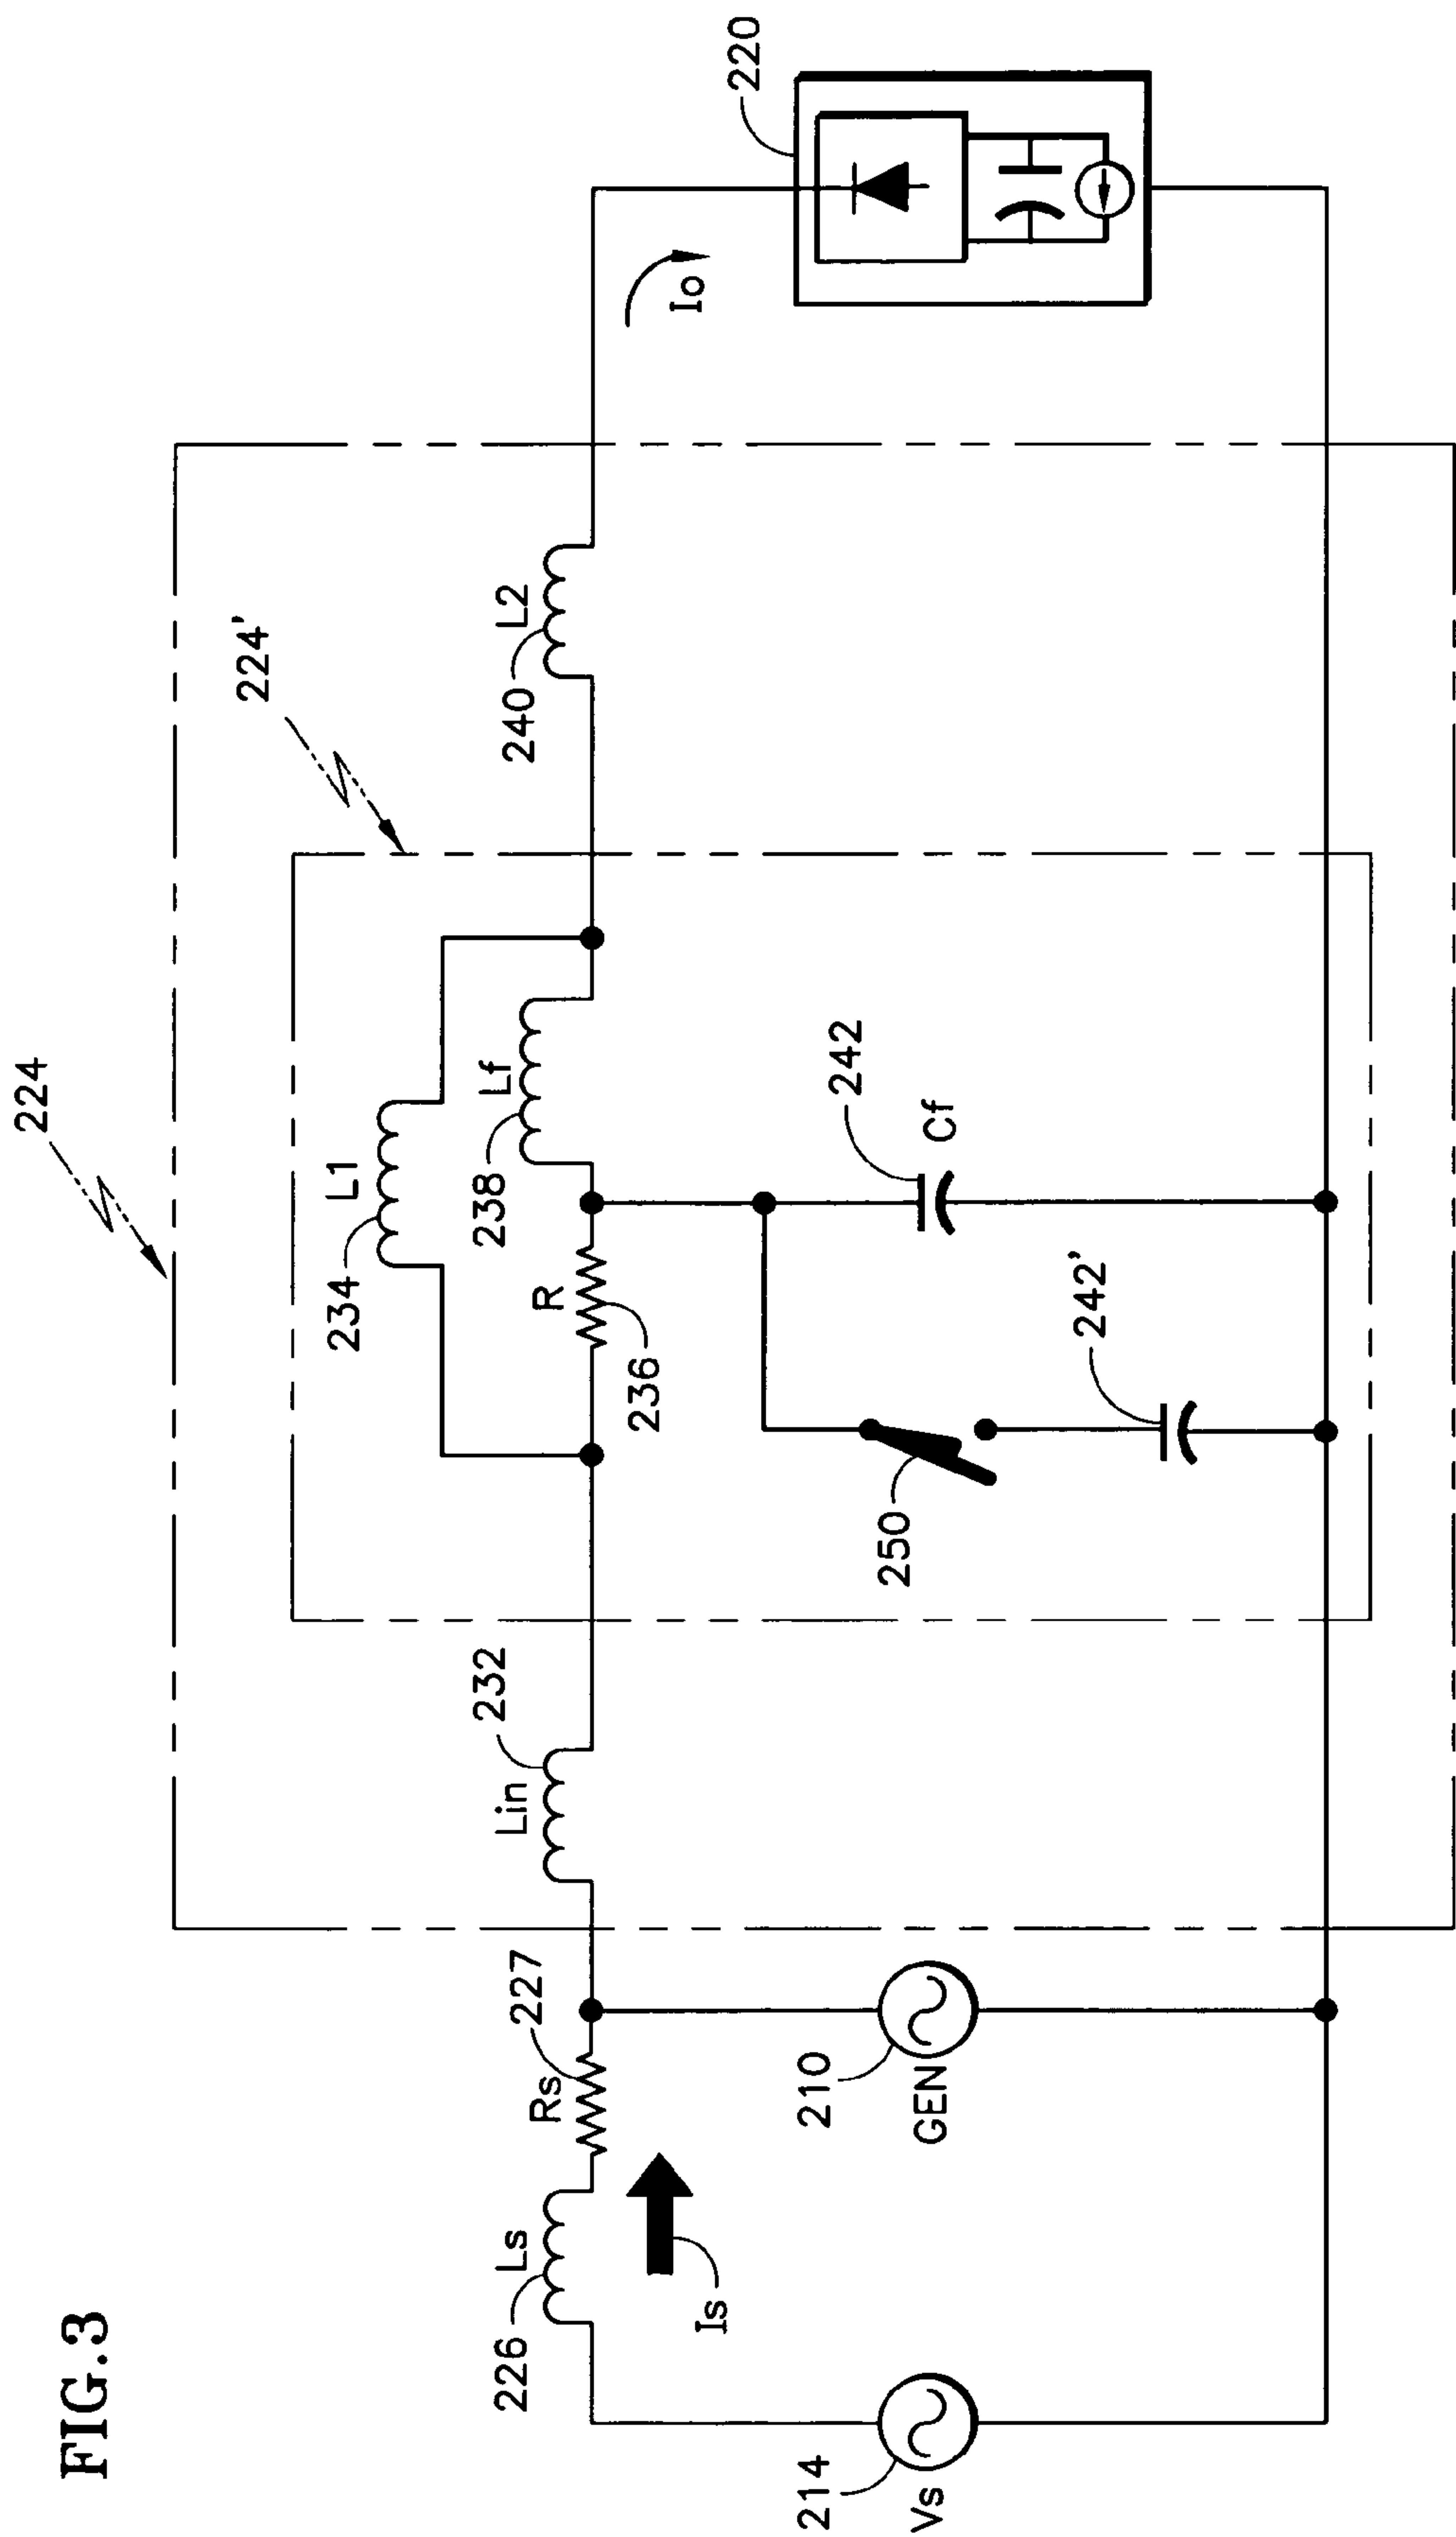 FIG.3
224
224'
234
L1
238
Lf
R
236
232
Lin
240
L2
220
Io
226
Ls
Rs
227
Is
214
Vs
210
GEN
250
242'
242
Cf